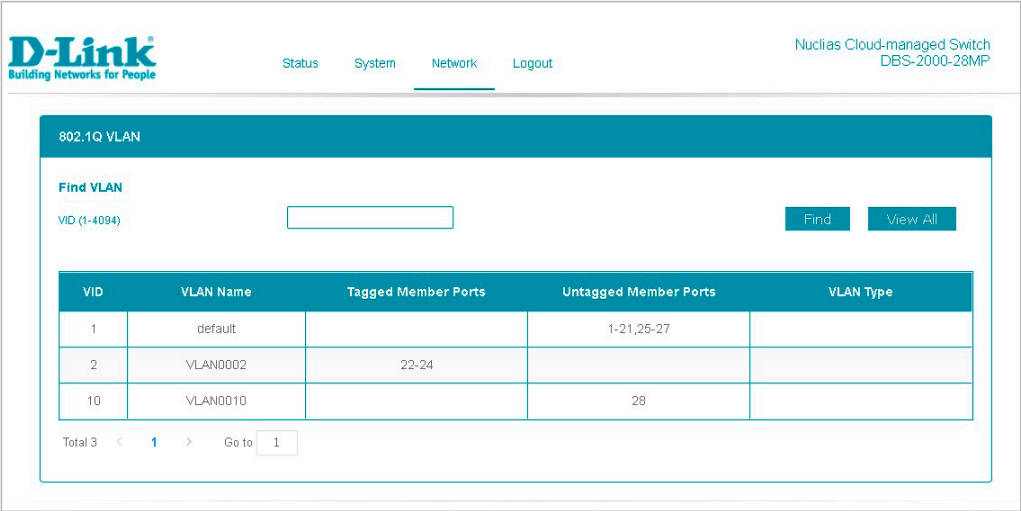 D-Link
Building Networks for People
Status System Network Logout
Nuclias Cloud-managed Switch
DBS-2000-28MP
802.1Q VLAN
Find VLAN
VID (1-4094) Find View All
VID VLAN Name Tagged Member Ports Untagged Member Ports VLAN Type
1 default 1-21,25-27
2 VLAN0002 22-24
10 VLAN0010 28
Total 3 < 1 > Go to 1